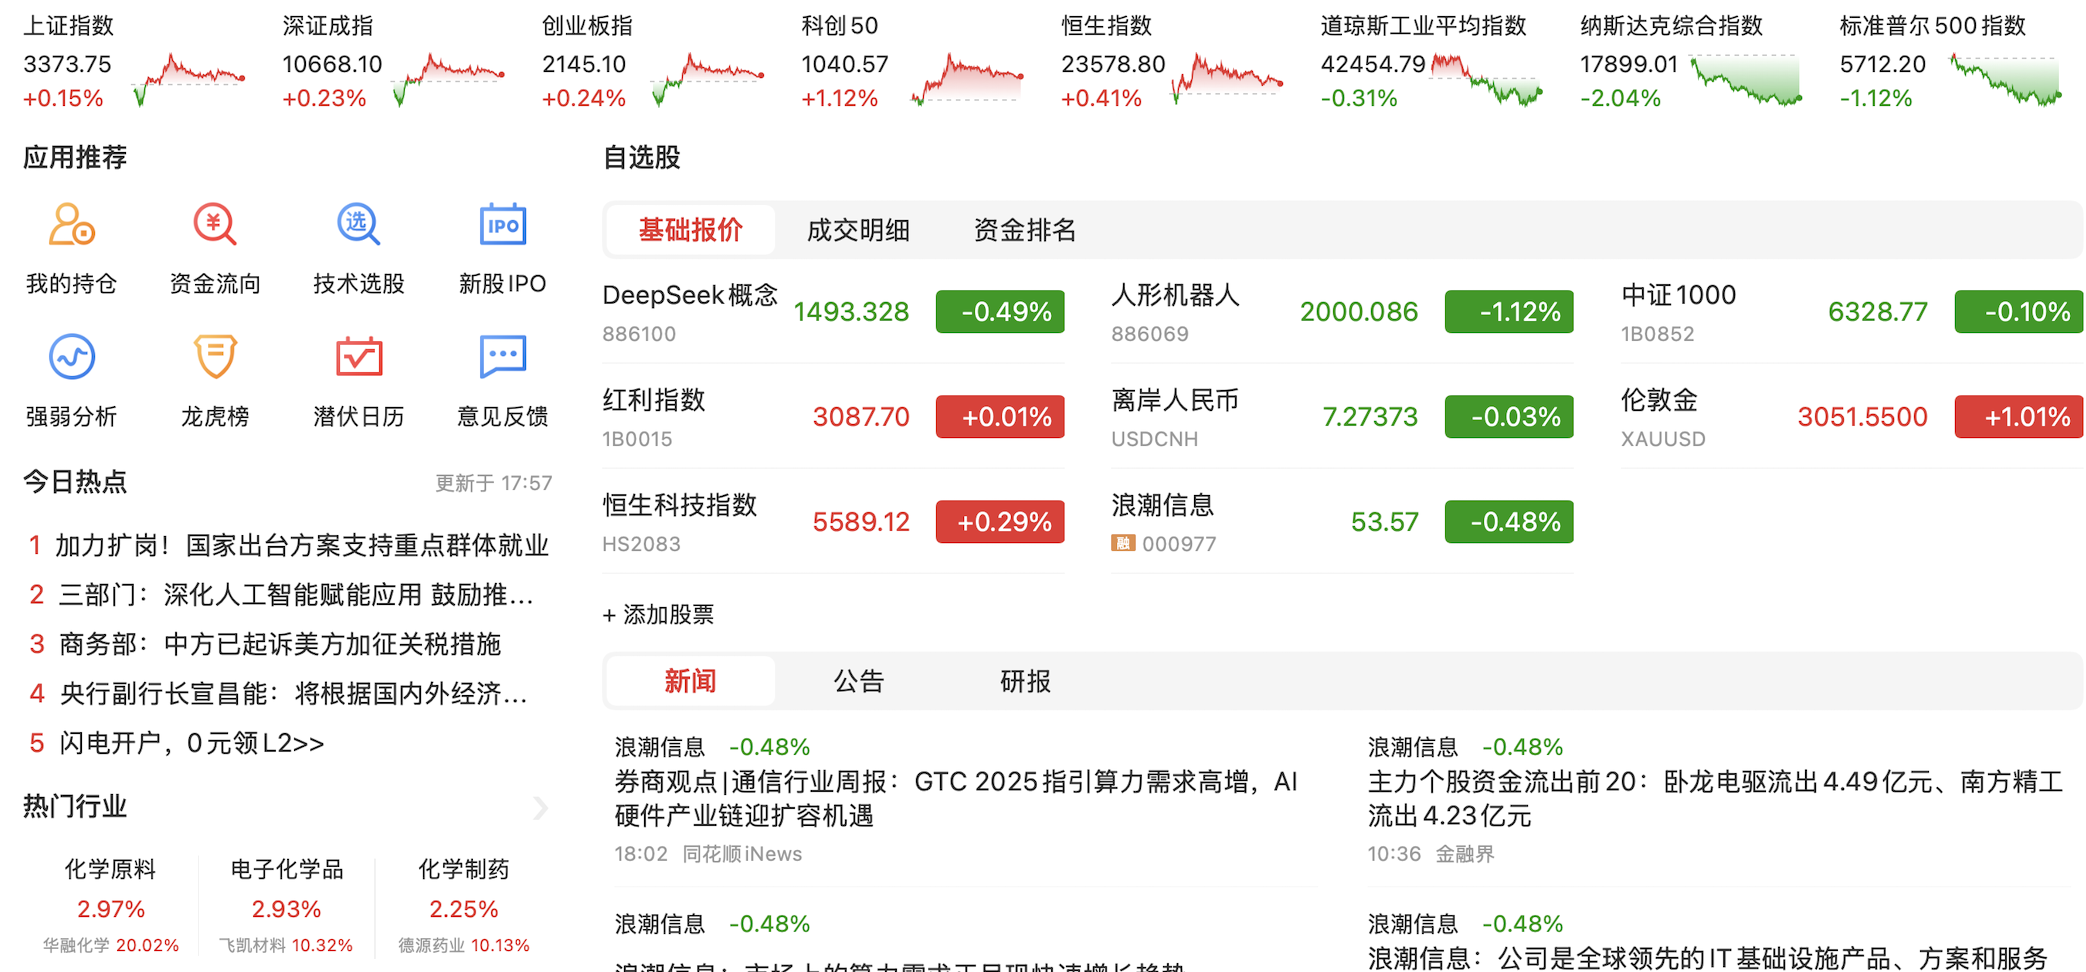 上证指数
3373.75
+0.15%
深证成指
10668.10
+0.23%
创业板指
2145.10
+0.24%
科创50
1040.57
+1.12%
恒生指数
23578.80
+0.41%
道琼斯工业平均指数
42454.79
-0.31%
纳斯达克综合指数
17899.01
-2.04%
标准普尔500指数
5712.20
-1.12%
应用推荐
我的持仓
资金流向
选
技术选股
IPO
新股IPO
强弱分析
龙虎榜
潜伏日历
意见反馈
今日热点
更新于 17:57
1 加力扩岗！国家出台方案支持重点群体就业
2 三部门：深化人工智能赋能应用 鼓励推...
3 商务部：中方已起诉美方加征关税措施
4 央行副行长宣昌能：将根据国内外经济...
5 闪电开户，0元领L2>>
热门行业
化学原料
2.97%
华融化学 20.02%
电子化学品
2.93%
飞凯材料 10.32%
化学制药
2.25%
德源药业 10.13%
自选股
基础报价 成交明细 资金排名
DeepSeek概念 1493.328 -0.49%
886100
人形机器人 2000.086 -1.12%
886069
中证1000 6328.77 -0.10%
1B0852
红利指数 3087.70 +0.01%
1B0015
离岸人民币 7.27373 -0.03%
USDCNH
伦敦金 3051.5500 +1.01%
XAUUSD
恒生科技指数 5589.12 +0.29%
HS2083
浪潮信息 53.57 -0.48%
融 000977
+ 添加股票
新闻 公告 研报
浪潮信息 -0.48%
券商观点|通信行业周报：GTC 2025指引算力需求高增，AI
硬件产业链迎扩容机遇
18:02 同花顺iNews
浪潮信息 -0.48%
主力个股资金流出前20：卧龙电驱流出4.49亿元、南方精工
流出4.23亿元
10:36 金融界
浪潮信息 -0.48%
浪潮信息：市场上的算力需求正呈现快速增长趋势
浪潮信息 -0.48%
浪潮信息：公司是全球领先的IT基础设施产品、方案和服务